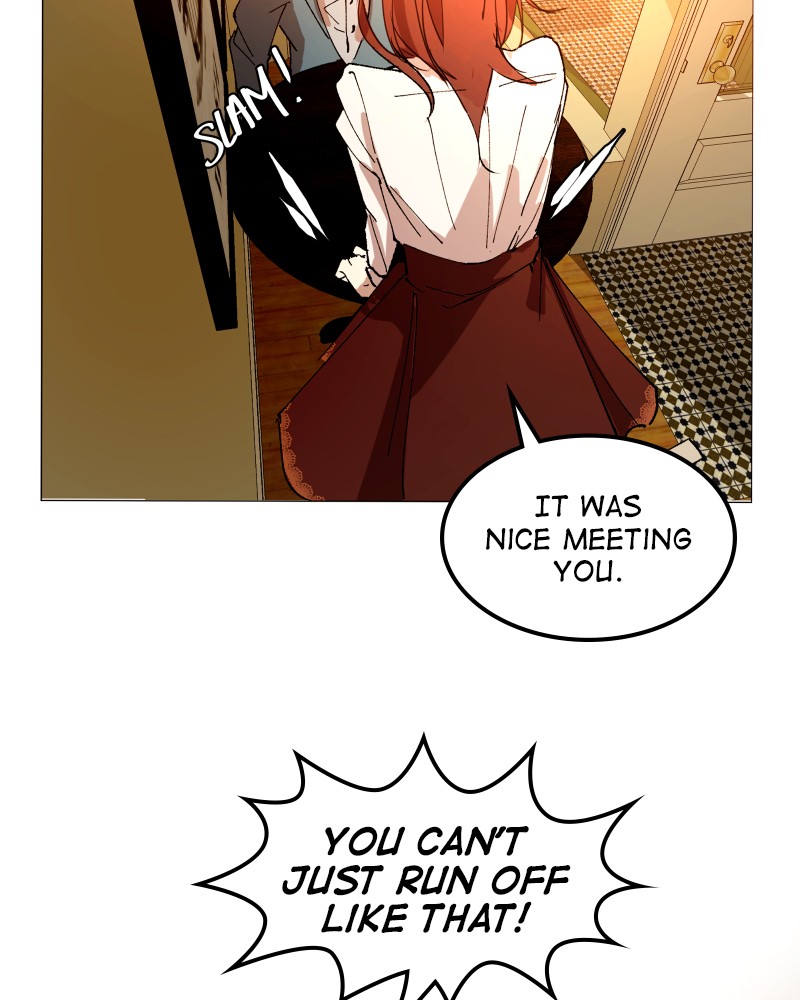 SLAM!
IT WAS
NICE MEETING
YOU.
YOU CAN'T
JUST RUN OFF
LIKE THAT!